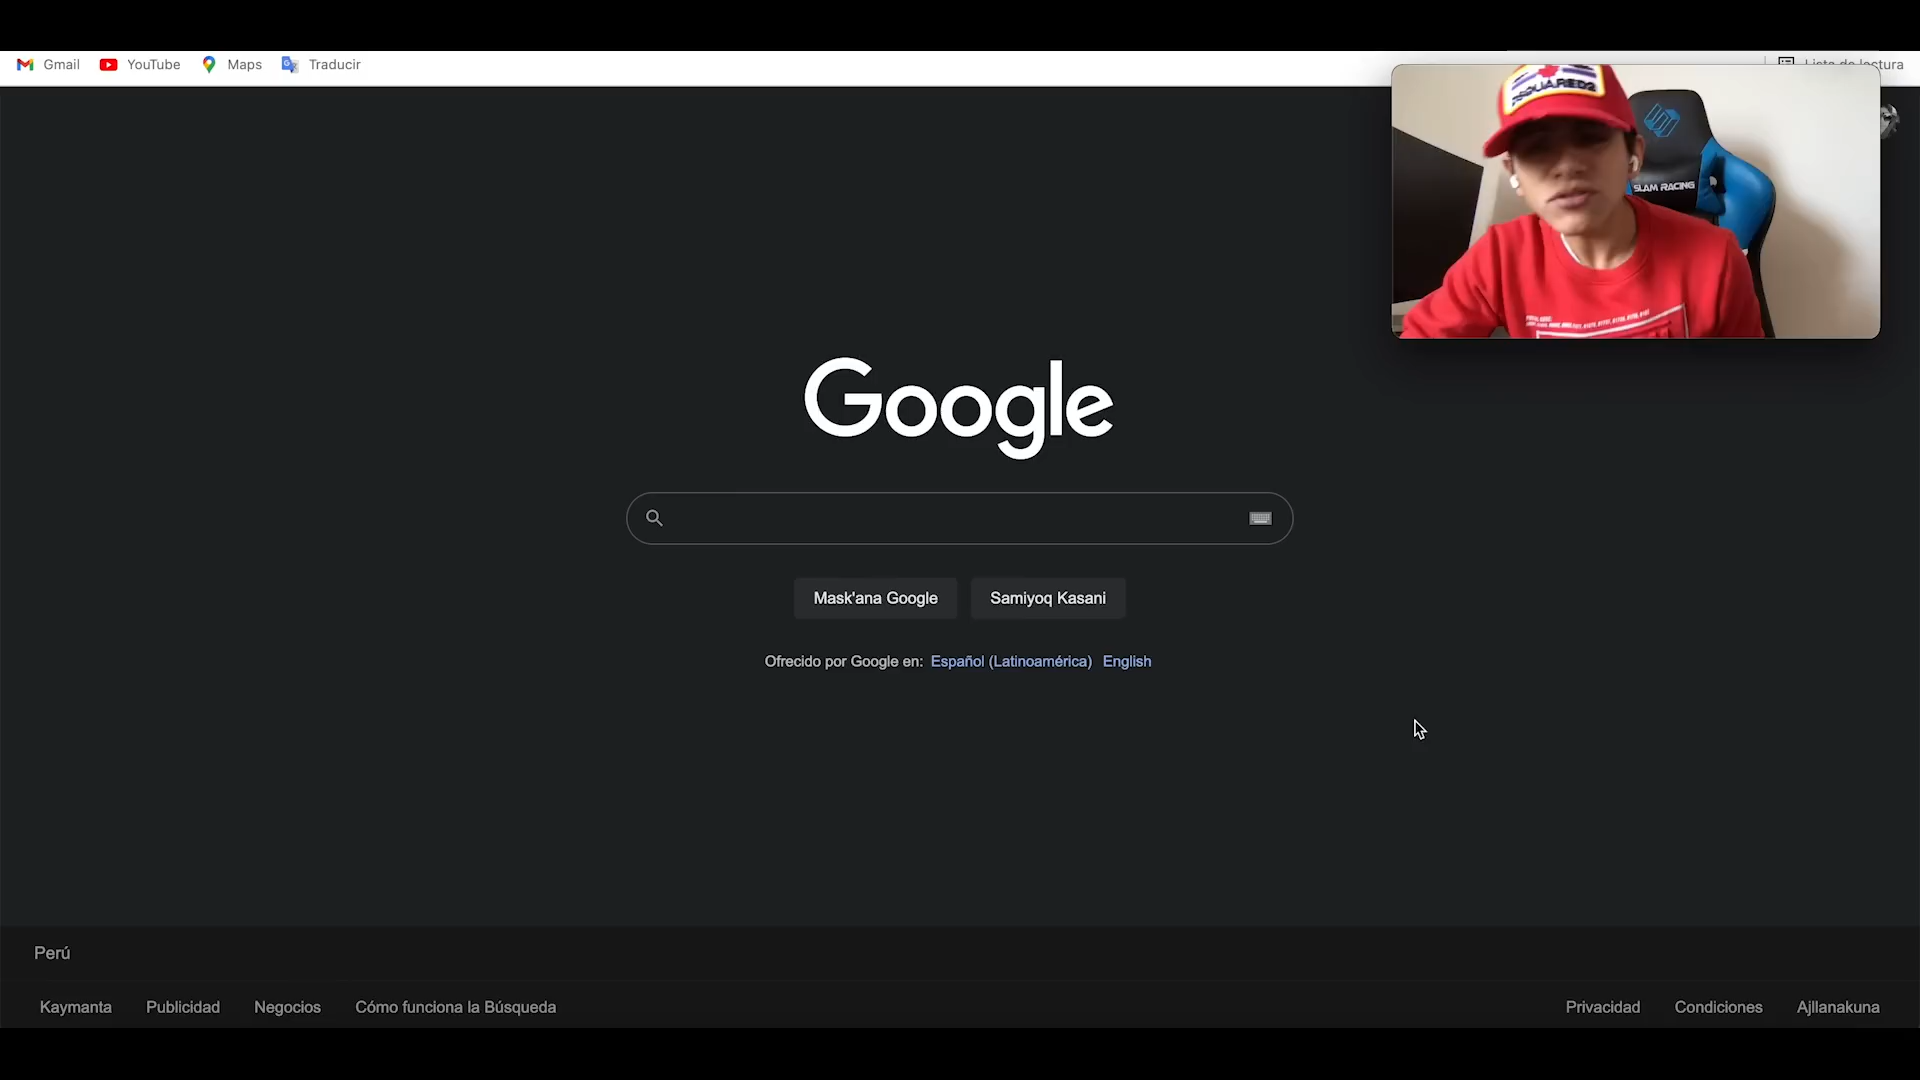 Gmail YouTube Maps Traducir
SLAM RACING
Google
Mask'ana Google Samiyoq Kasani
Ofrecido por Google en: Español (Latinoamérica) English
Perú
Kaymanta Publicidad Negocios Cómo funciona la Búsqueda Privacidad Condiciones Ajllanakuna